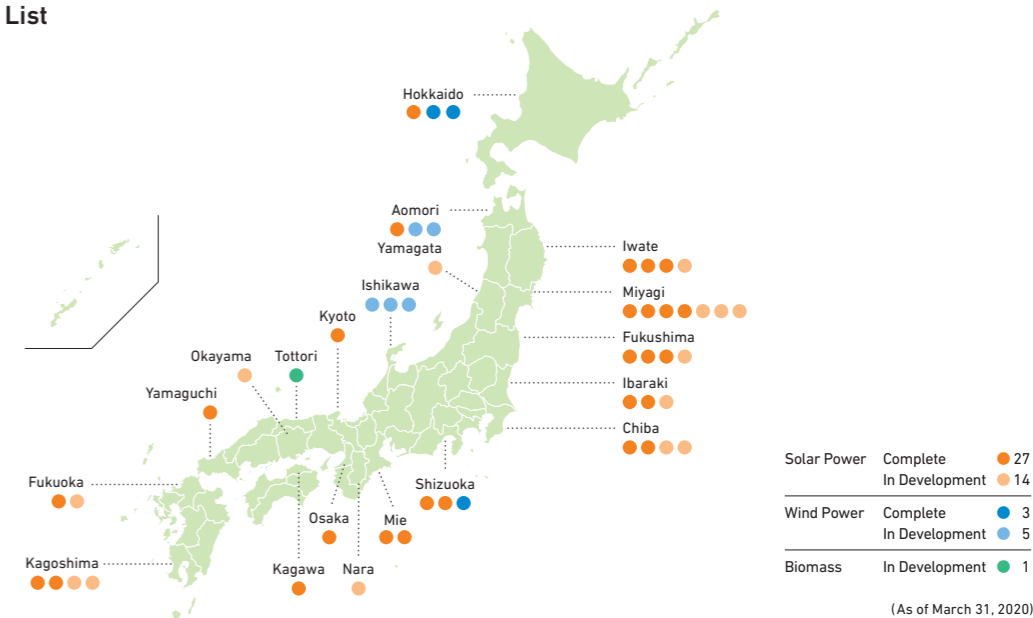 List
Hokkaido
Aomori
Yamagata
Ishikawa
Kyoto
Okayama
Tottori
Yamaguchi
Iwate
Miyagi
Fukushima
Ibaraki
Chiba
Fukuoka
Kagoshima
Shizuoka
Osaka
Mie
Kagawa
Nara
Solar Power Complete 27
In Development 14
Wind Power Complete 3
In Development 5
Biomass In Development 1
(As of March 31, 2020)